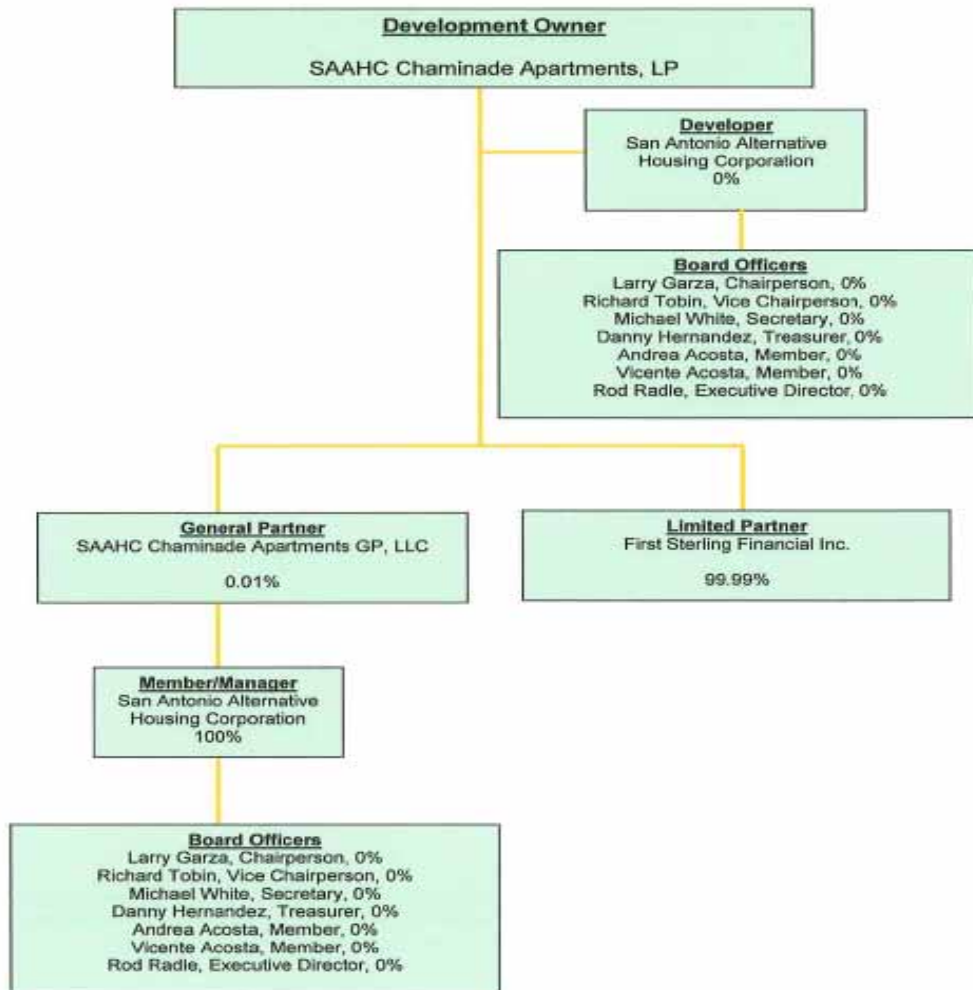 Development Owner
SAAHC Chaminade Apartments, LP
Developer
San Antonio Alternative
Housing Corporation
0%
Board Officers
Larry Garza, Chairperson, 0%
Richard Tobin, Vice Chairperson, 0%
Michael White, Secretary, 0%
Danny Hernandez, Treasurer, 0%
Andrea Acosta, Member, 0%
Vicente Acosta, Member, 0%
Rod Radle, Executive Director, 0%
General Partner
SAAHC Chaminade Apartments GP, LLC
0.01%
Limited Partner
First Sterling Financial Inc.
99.99%
Member/Manager
San Antonio Alternative
Housing Corporation
100%
Board Officers
Larry Garza, Chairperson, 0%
Richard Tobin, Vice Chairperson, 0%
Michael White, Secretary, 0%
Danny Hernandez, Treasurer, 0%
Andrea Acosta, Member, 0%
Vicente Acosta, Member, 0%
Rod Radle, Executive Director, 0%